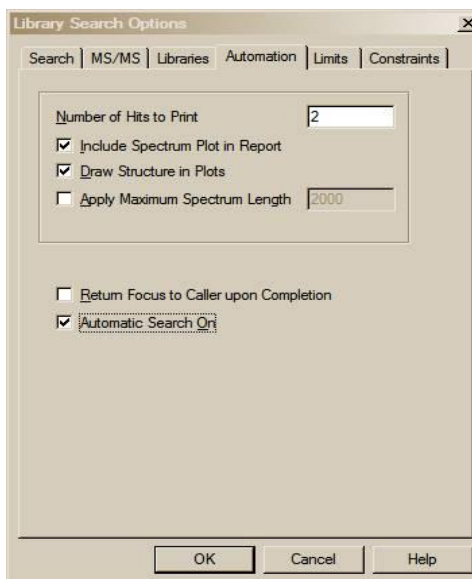 Library Search Options
Search MS/MS Libraries Automation Limits Constraints
Number of Hits to Print 2
Include Spectrum Plot in Report
Draw Structure in Plots
Apply Maximum Spectrum Length 2000
Return Focus to Caller upon Completion
Automatic Search On
OK Cancel Help